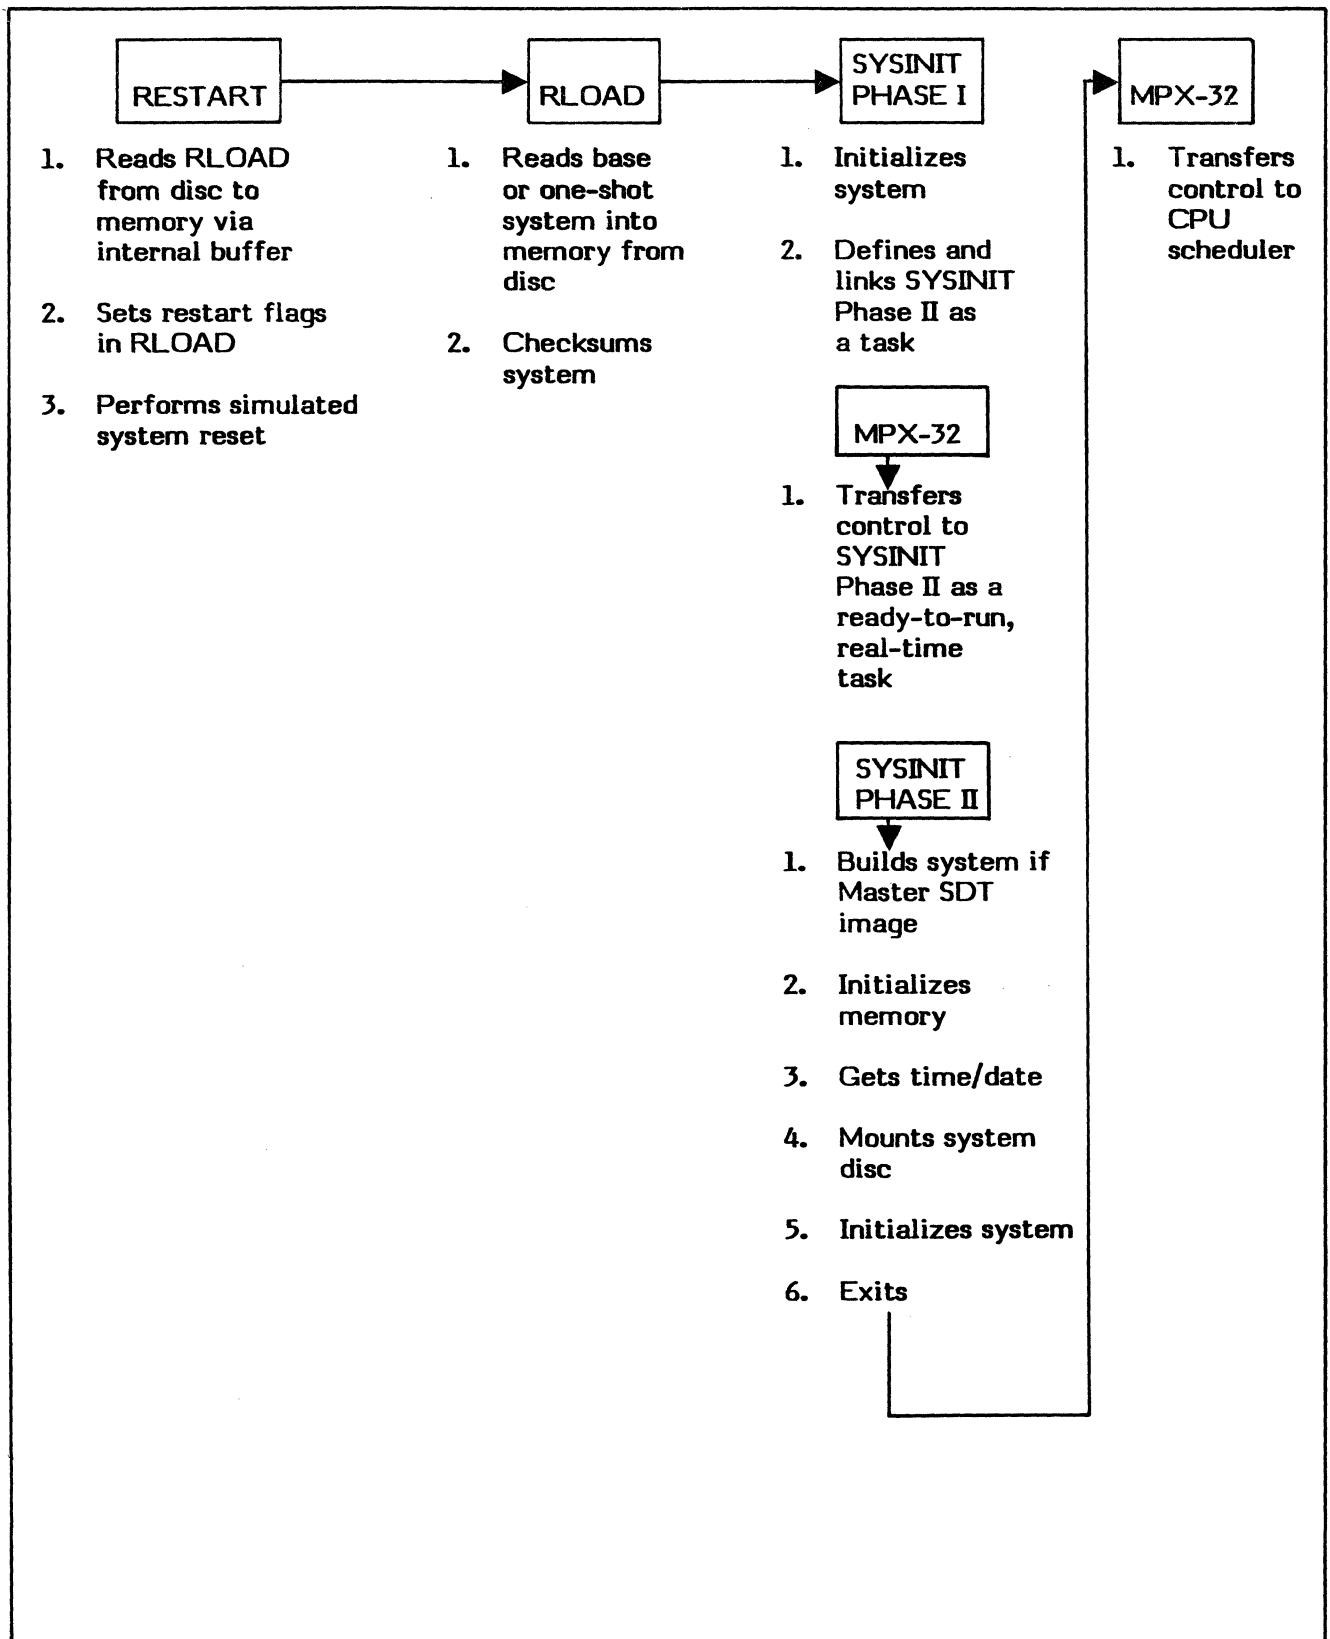 RESTART
1. Reads RLOAD
from disc to
memory via
internal buffer
2. Sets restart flags
in RLOAD
3. Performs simulated
system reset
RLOAD
1. Reads base
or one-shot
system into
memory from
disc
2. Checksums
system
SYSINIT
PHASE I
1. Initializes
system
2. Defines and
links SYSINIT
Phase II as
a task
MPX-32
1. Transfers
control to
SYSINIT
Phase II as a
ready-to-run,
real-time
task
SYSINIT
PHASE II
1. Builds system if
Master SDT
image
2. Initializes
memory
3. Gets time/date
4. Mounts system
disc
5. Initializes system
6. Exits
MPX-32
1. Transfers
control to
CPU
scheduler